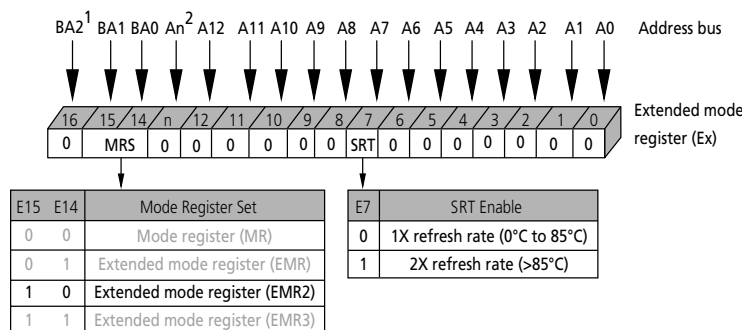 BA2¹ BA1 BA0 An² A12 A11 A10 A9 A8 A7 A6 A5 A4 A3 A2 A1 A0 Address bus
16 15 14 n 12 11 10 9 8 7 6 5 4 3 2 1 0 Extended mode
0 MRS 0 0 0 0 0 0 SRT 0 0 0 0 0 0 0 register (Ex)
E15 E14 Mode Register Set
0 0 Mode register (MR)
0 1 Extended mode register (EMR)
1 0 Extended mode register (EMR2)
1 1 Extended mode register (EMR3)
E7 SRT Enable
0 1X refresh rate (0°C to 85°C)
1 2X refresh rate (>85°C)